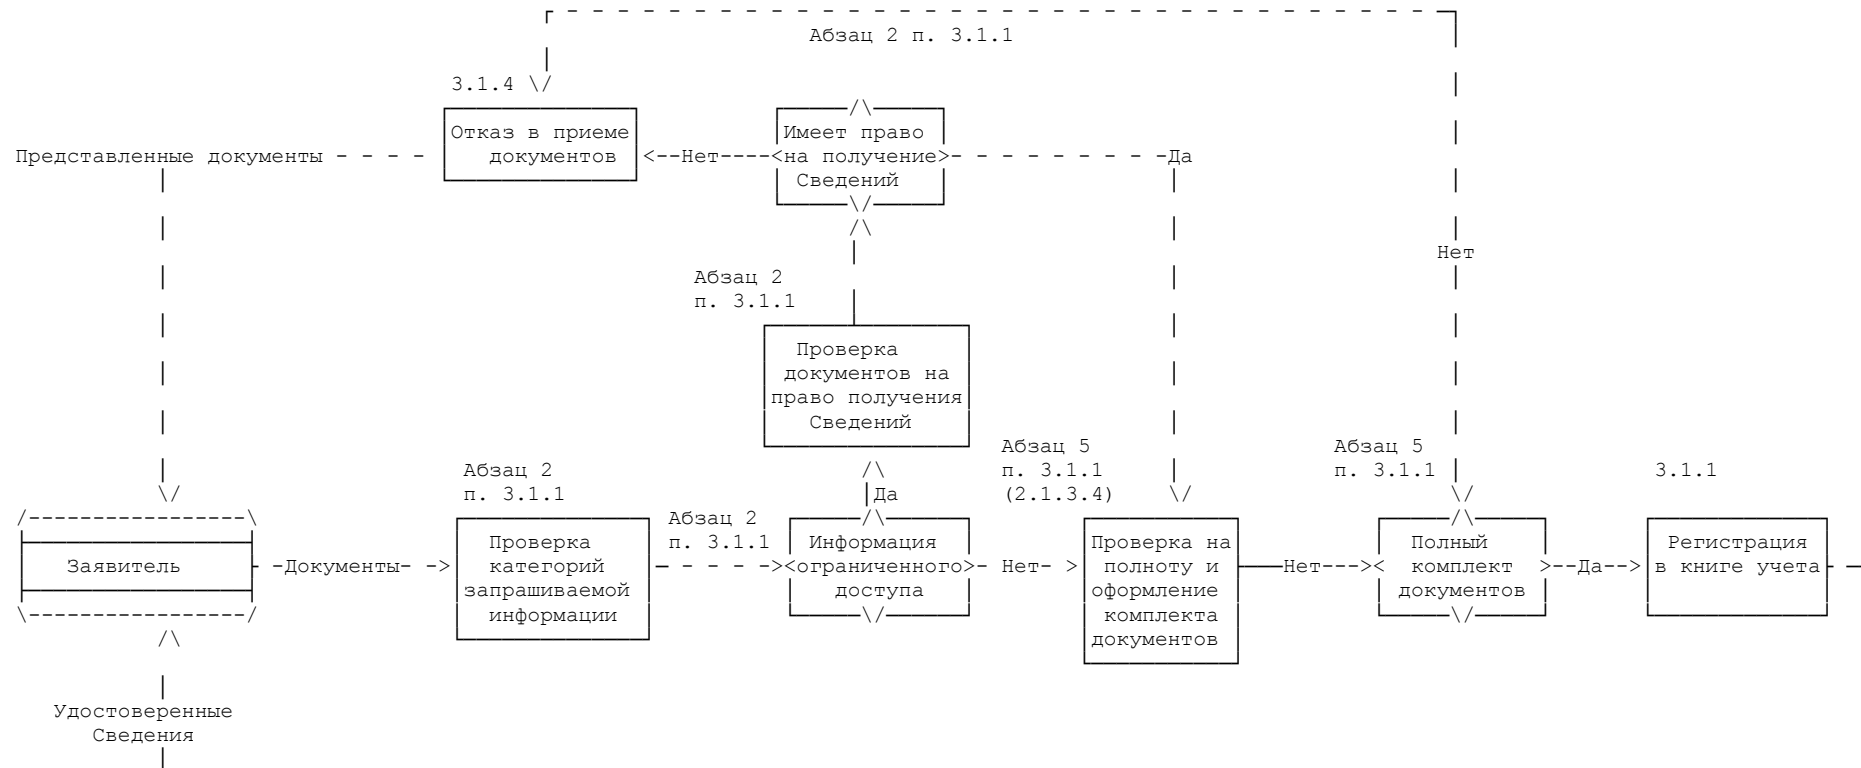 Абзац 2 п. 3.1.1
3.1.4
Отказ в приеме
документов
Имеет право
на получение
Сведений
Представленные документы
Нет
Да
Нет
Абзац 2
п. 3.1.1
Проверка
документов на
право получения
Сведений
Абзац 2
п. 3.1.1
Да
Абзац 5
п. 3.1.1
(2.1.3.4)
Абзац 5
п. 3.1.1
3.1.1
Заявитель
Документы
Проверка
категорий
запрашиваемой
информации
Абзац 2
п. 3.1.1
Информация
ограниченного
доступа
Нет
Проверка на
полноту и
оформление
комплекта
документов
Нет
Полный
комплект
документов
Да
Регистрация
в книге учета
Удостоверенные
Сведения